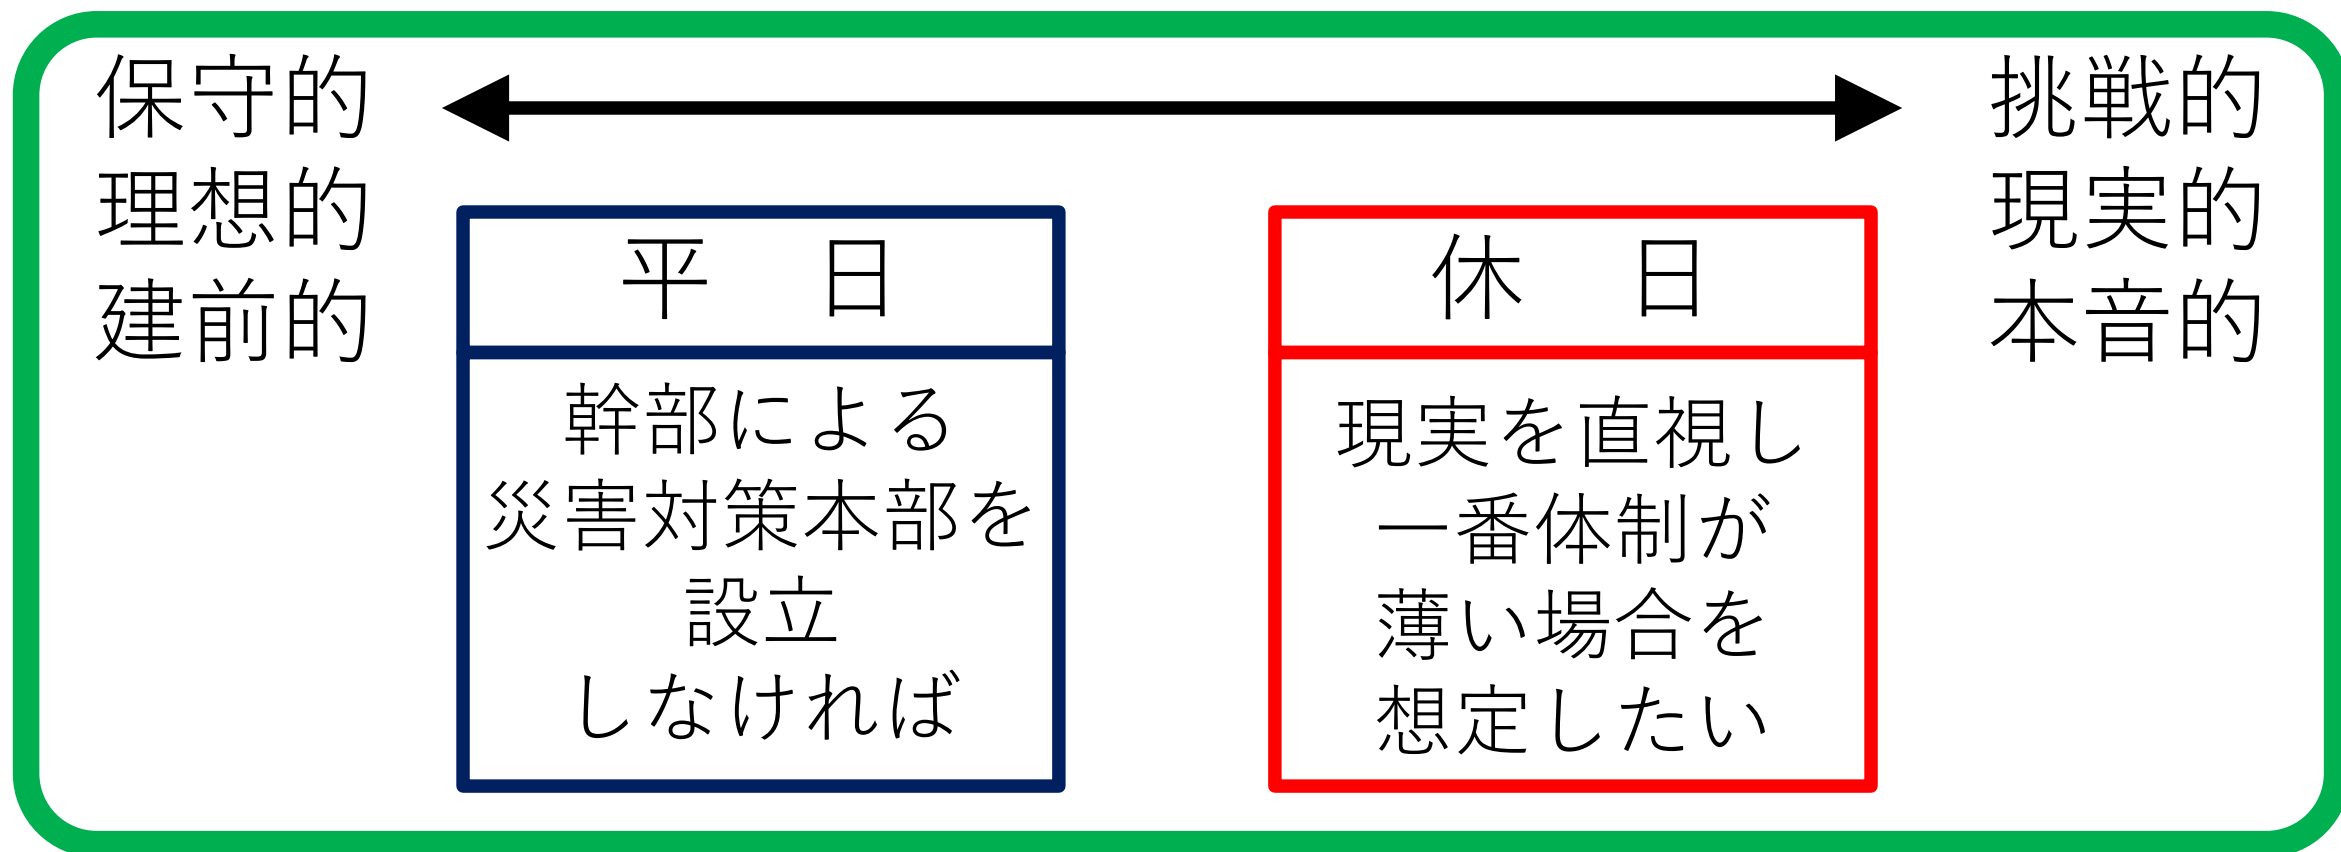 保守的
理想的
建前的
挑戦的
現実的
本音的
平　日
幹部による
災害対策本部を
設立
しなければ
休　日
現実を直視し
一番体制が
薄い場合を
想定したい